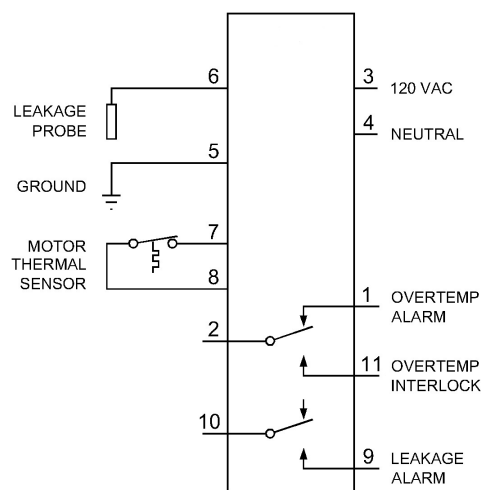 6
3
120 VAC
LEAKAGE
PROBE
4
NEUTRAL
5
GROUND
7
MOTOR
THERMAL
SENSOR
8
1
OVERTEMP
ALARM
2
11
OVERTEMP
INTERLOCK
10
9
LEAKAGE
ALARM